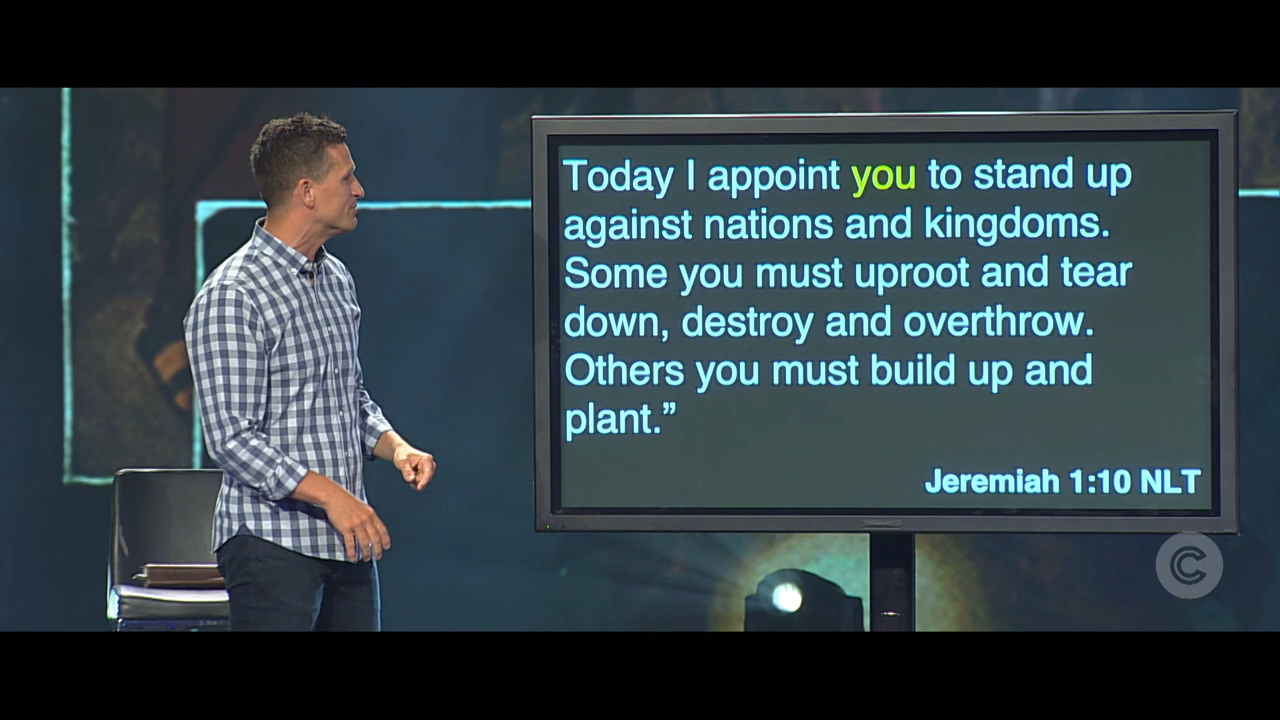 Today I appoint you to stand up
against nations and kingdoms.
Some you must uproot and tear
down, destroy and overthrow.
Others you must build up and
plant.”
Jeremiah 1:10 NLT
C